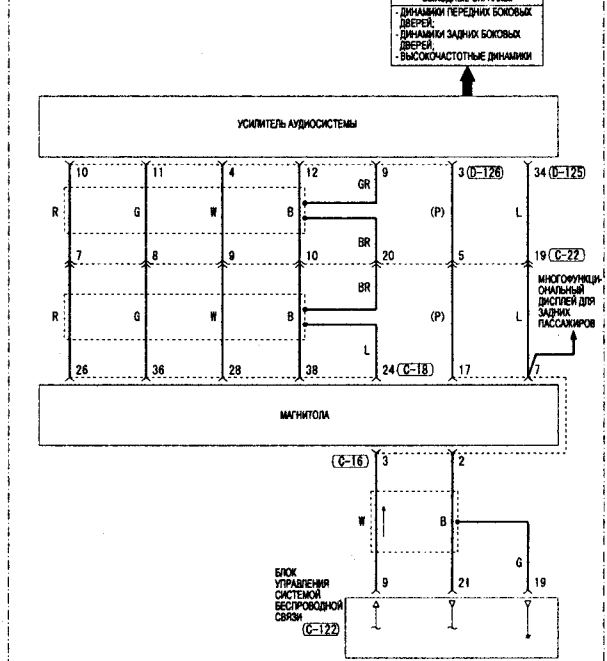 - ДИНАМИКИ ПЕРЕДНИХ БОКОВЫХ
ДВЕРЕЙ;
- ДИНАМИКИ ЗАДНИХ БОКОВЫХ
ДВЕРЕЙ;
- ВЫСОКОЧАСТОТНЫЕ ДИНАМИКИ
УСИЛИТЕЛЬ АУДИОСИСТЕМЫ
10 11 4 12 9 3 (D-126) 34 (D-125)
GR
R G W B (P) L
BR
7 8 9 10 20 5 19 (C-22)
МНОГОФУНКЦИ-
ОНАЛЬНЫЙ
ДИСПЛЕЙ ДЛЯ
ЗАДНИХ
ПАССАЖИРОВ
BR
R G W B (P) L
L
26 36 28 38 24 (C-18) 17 7
МАГНИТОЛА
(C-16) 3 2
W B
G
БЛОК
УПРАВЛЕНИЯ
СИСТЕМОЙ
БЕСПРОВОДНОЙ
СВЯЗИ
(C-122)
9 21 19